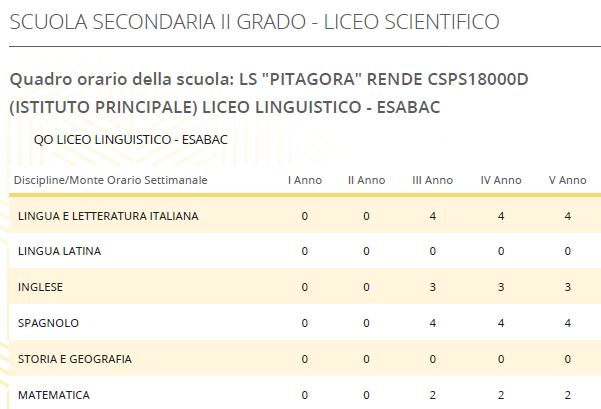 SCUOLA SECONDARIA II GRADO - LICEO SCIENTIFICO
Quadro orario della scuola: LS "PITAGORA" RENDE CSPS18000D
(ISTITUTO PRINCIPALE) LICEO LINGUISTICO - ESABAC
QO LICEO LINGUISTICO - ESABAC
Discipline/Monte Orario Settimanale I Anno II Anno III Anno IV Anno V Anno
LINGUA E LETTERATURA ITALIANA 0 0 4 4 4
LINGUA LATINA 0 0 0 0 0
INGLESE 0 0 3 3 3
SPAGNOLO 0 0 4 4 4
STORIA E GEOGRAFIA 0 0 0 0 0
MATEMATICA 0 0 2 2 2